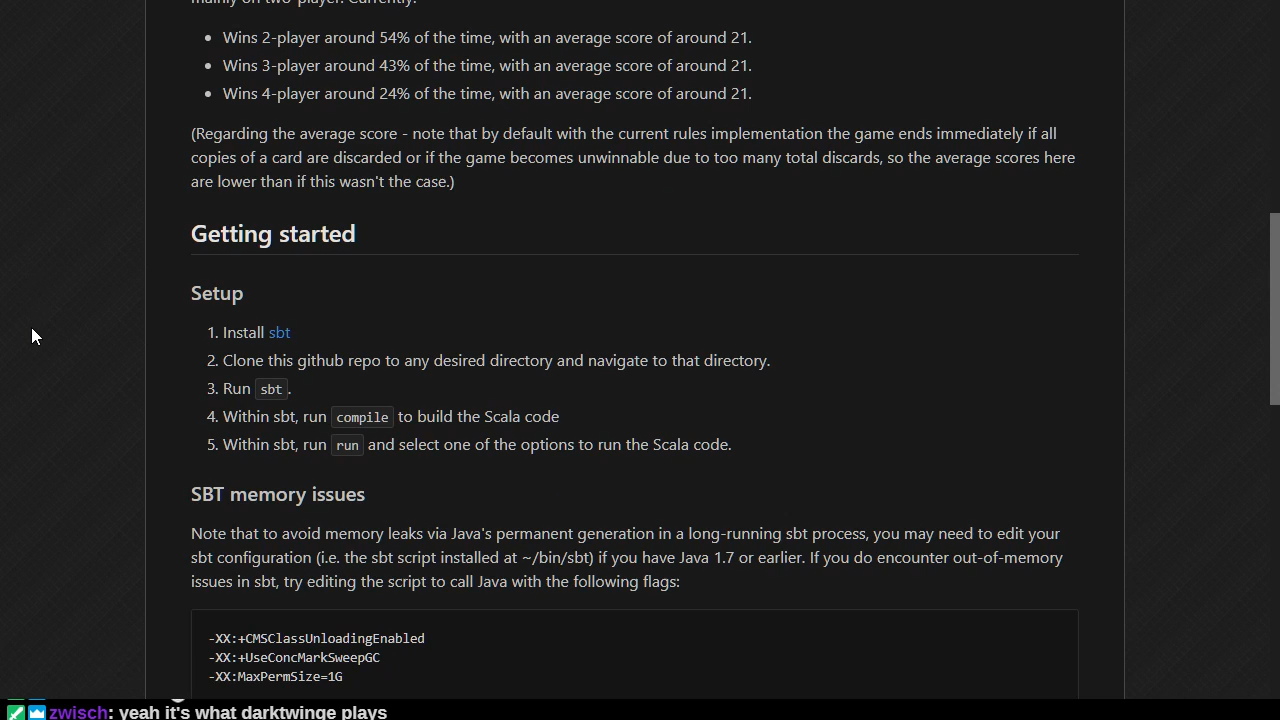 mainly on two-player. Currently:
Wins 2-player around 54% of the time, with an average score of around 21.
Wins 3-player around 43% of the time, with an average score of around 21.
Wins 4-player around 24% of the time, with an average score of around 21.
(Regarding the average score - note that by default with the current rules implementation the game ends immediately if all
copies of a card are discarded or if the game becomes unwinnable due to too many total discards, so the average scores here
are lower than if this wasn't the case.)
Getting started
Setup
1. Install sbt
2. Clone this github repo to any desired directory and navigate to that directory.
3. Run sbt.
4. Within sbt, run compile to build the Scala code
5. Within sbt, run run and select one of the options to run the Scala code.
SBT memory issues
Note that to avoid memory leaks via Java's permanent generation in a long-running sbt process, you may need to edit your
sbt configuration (i.e. the sbt script installed at ~/bin/sbt) if you have Java 1.7 or earlier. If you do encounter out-of-memory
issues in sbt, try editing the script to call Java with the following flags:
-XX:+CMSClassUnloadingEnabled
-XX:+UseConcMarkSweepGC
-XX:MaxPermSize=1G
zwisch: yeah it's what darktwinge plays